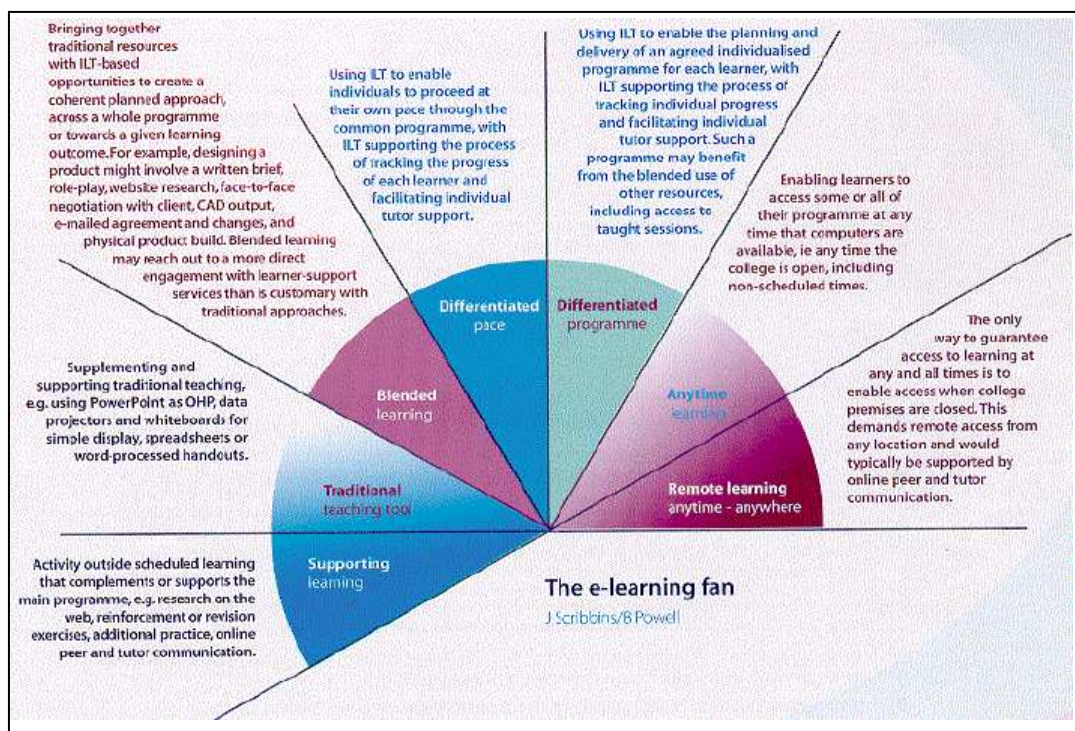 Bringing together
traditional resources
with ILT-based
opportunities to create a
coherent planned approach,
across a whole programme
or towards a given learning
outcome. For example, designing a
product might involve a written brief,
role-play, website research, face-to-face
negotiation with client, CAD output,
e-mailed agreement and changes, and
physical product build. Blended learning
may reach out to a more direct
engagement with learner-support
services than is customary with
traditional approaches.
Using ILT to enable
individuals to proceed at
their own pace through the
common programme, with
ILT supporting the process
of tracking the progress
of each learner and
facilitating individual
tutor support.
Using ILT to enable the planning and
delivery of an agreed individualised
programme for each learner, with
ILT supporting the process of
tracking individual progress
and facilitating individual
tutor support. Such a
programme may benefit
from the blended use of
other resources,
including access to
taught sessions.
Enabling learners to
access some or all of
their programme at any
time that computers are
available, ie any time the
college is open, including
non-scheduled times.
The only
way to guarantee
access to learning at
any and all times is to
enable access when college
premises are closed. This
demands remote access from
any location and would
typically be supported by
online peer and tutor
communication.
Supplementing and
supporting traditional teaching,
e.g. using PowerPoint as OHP, data
projectors and whiteboards for
simple display, spreadsheets or
word-processed handouts.
Activity outside scheduled learning
that complements or supports the
main programme, e.g. research on the
web, reinforcement or revision
exercises, additional practice, online
peer and tutor communication.
Differentiated
pace
Differentiated
programme
Blended
learning
Anytime
learning
Traditional
teaching tool
Remote learning
anytime - anywhere
Supporting
learning
The e-learning fan
J Scribbins/B Powell